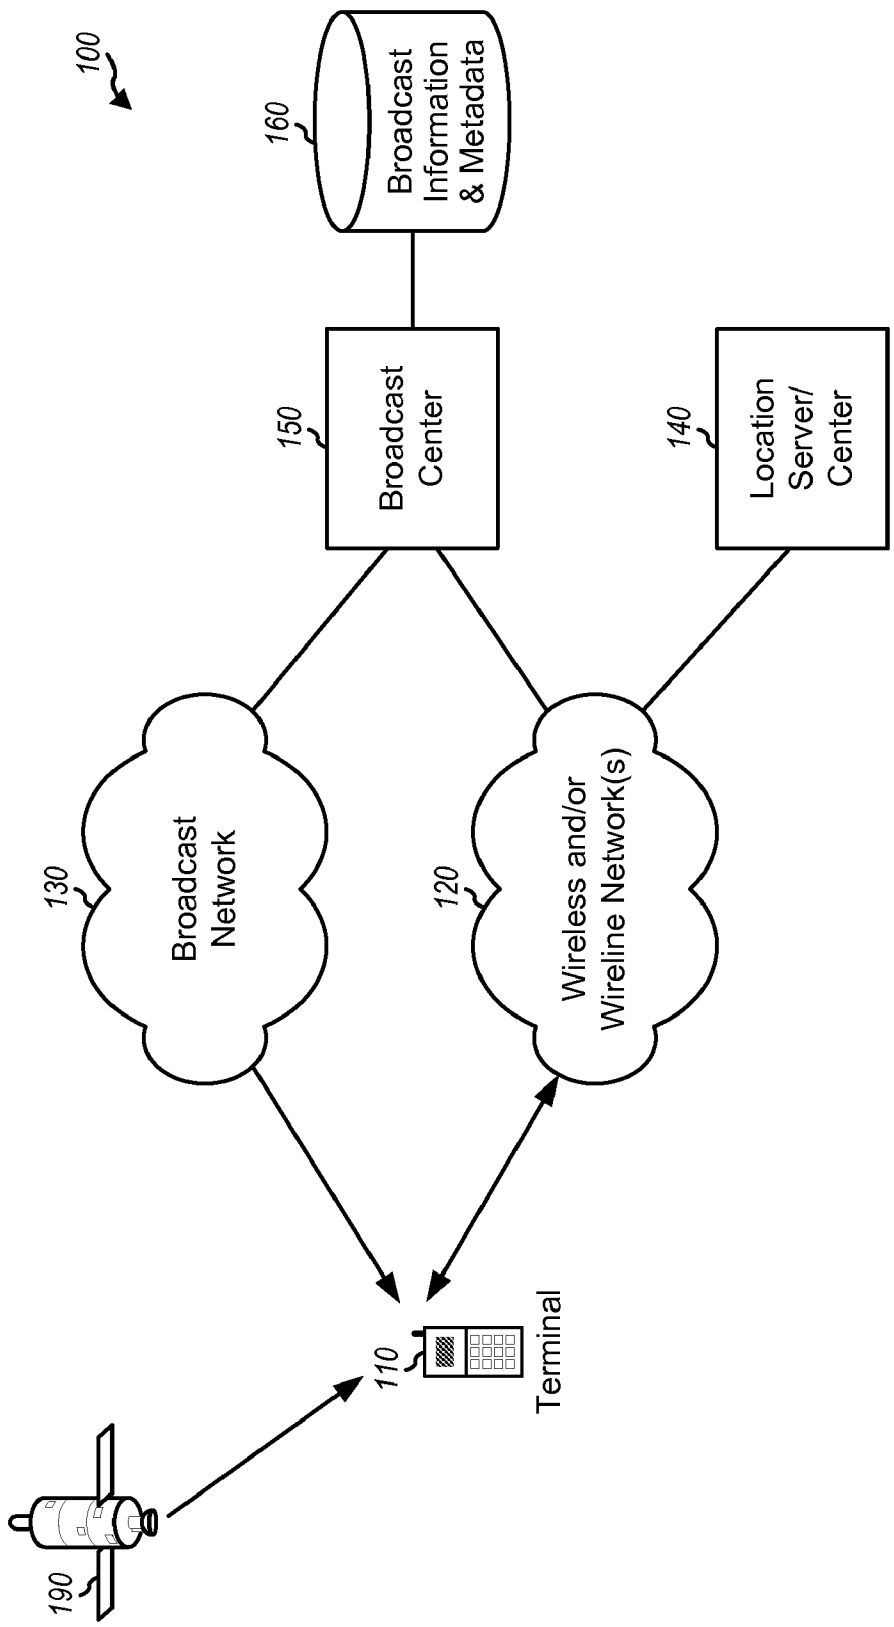 100
160
Broadcast
Information
& Metadata
150
Broadcast
Center
140
Location
Server/
Center
130
Broadcast
Network
120
Wireless and/or
Wireline Network(s)
110
Terminal
190